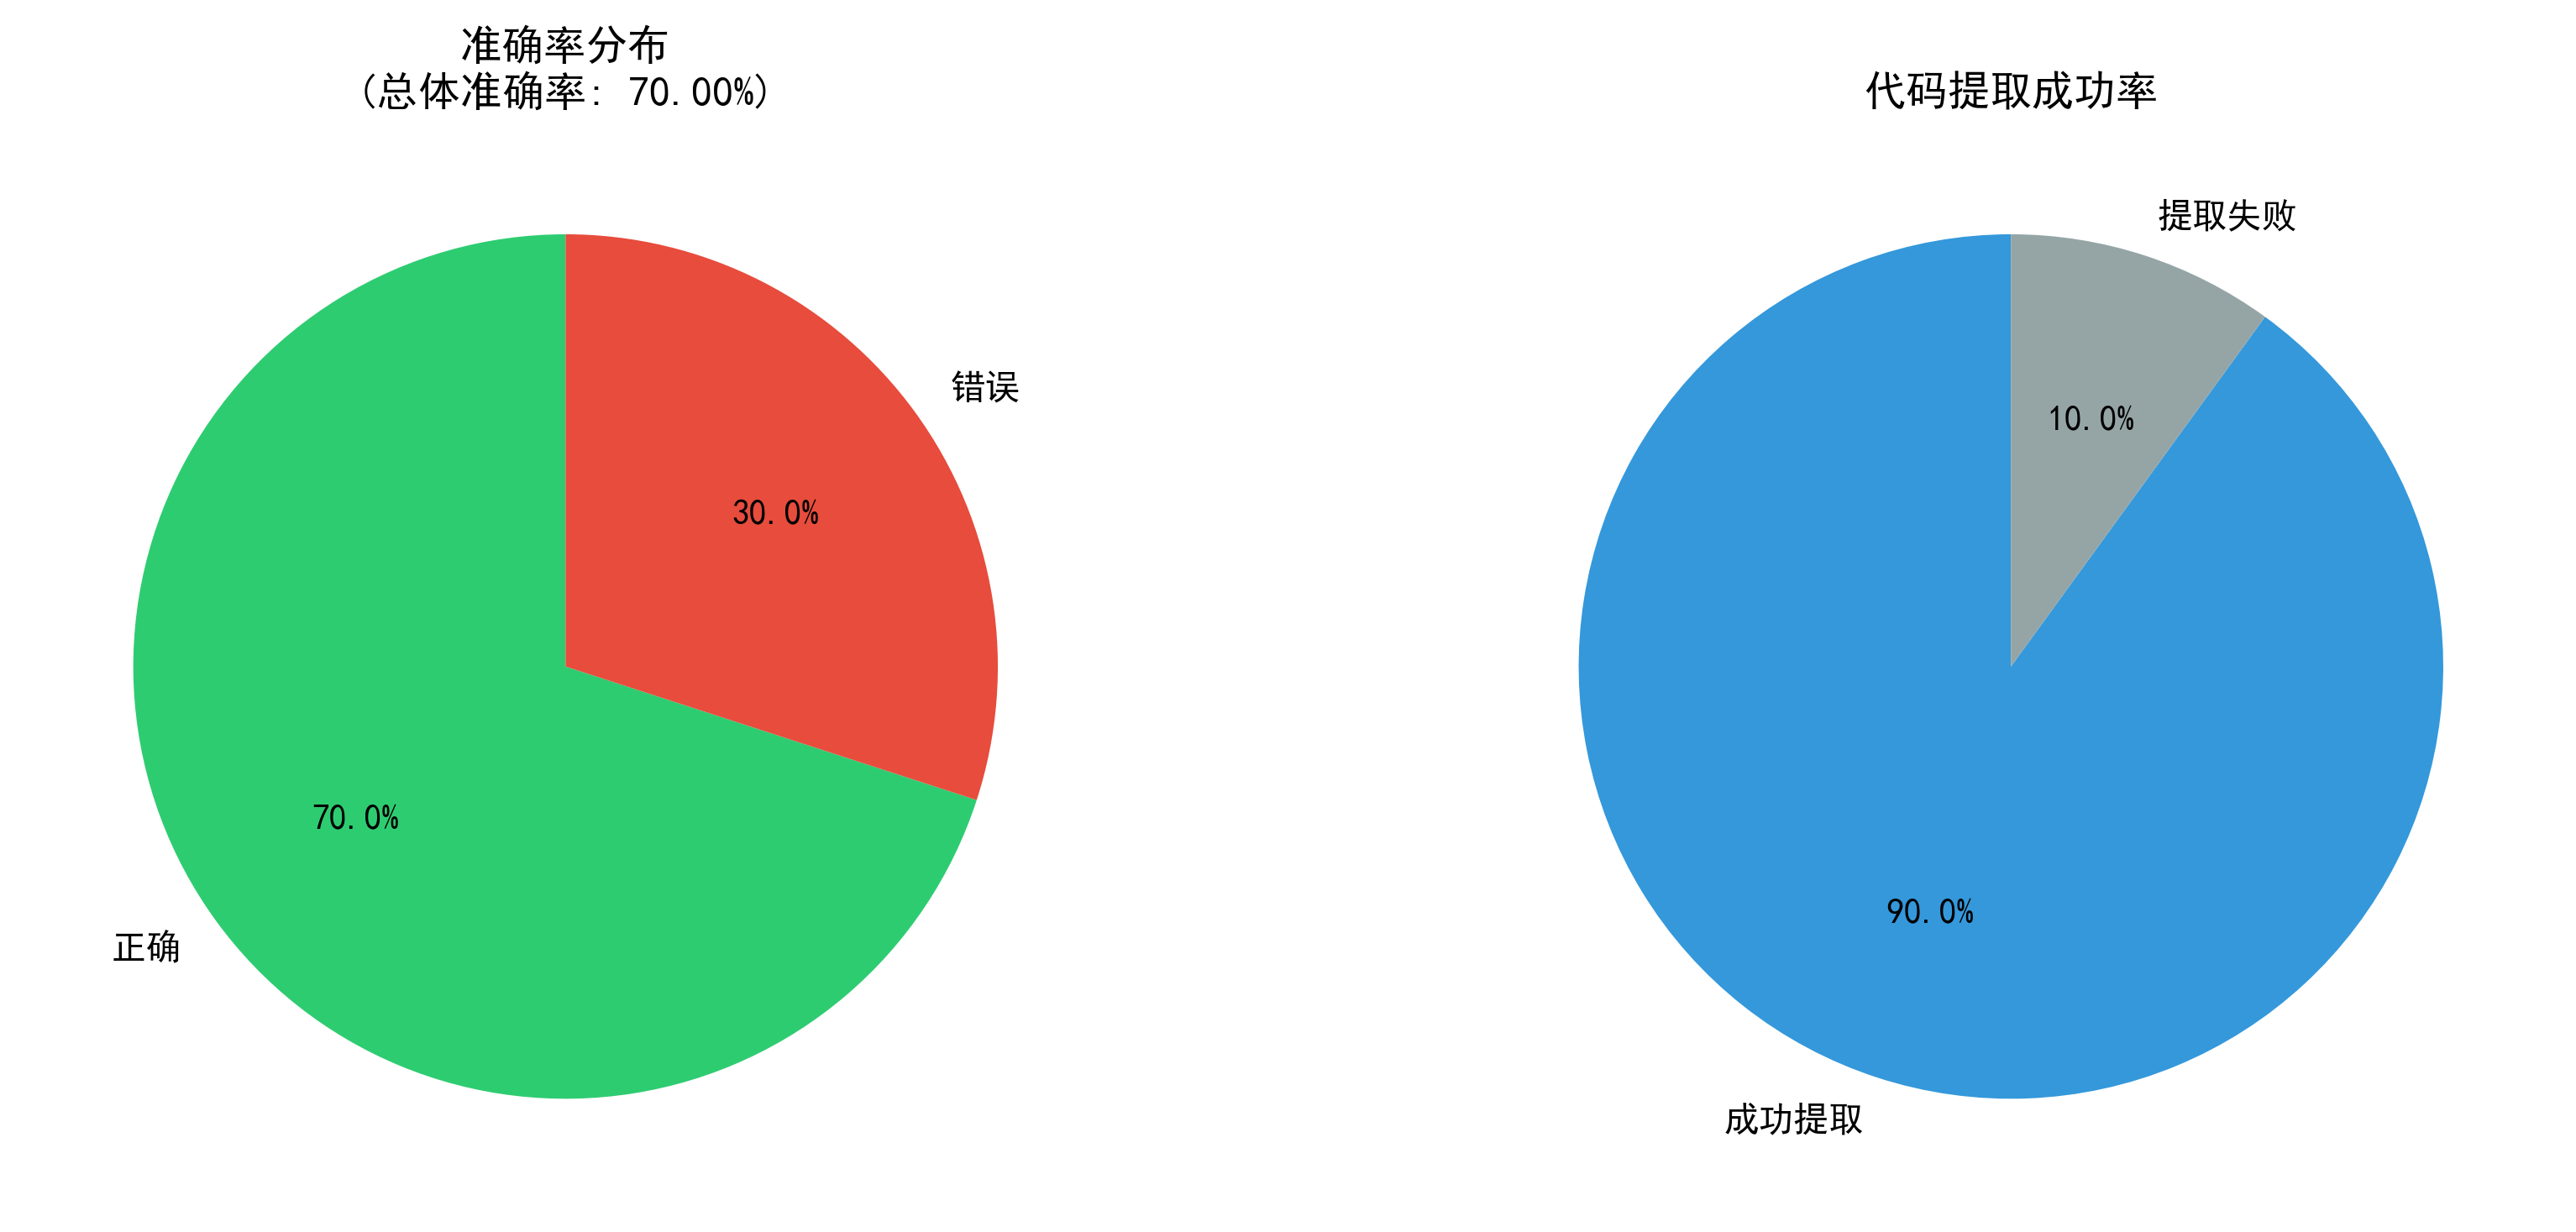 准确率分布
(总体准确率: 70.00%)
错误
30.0%
70.0%
正确
代码提取成功率
提取失败
10.0%
90.0%
成功提取